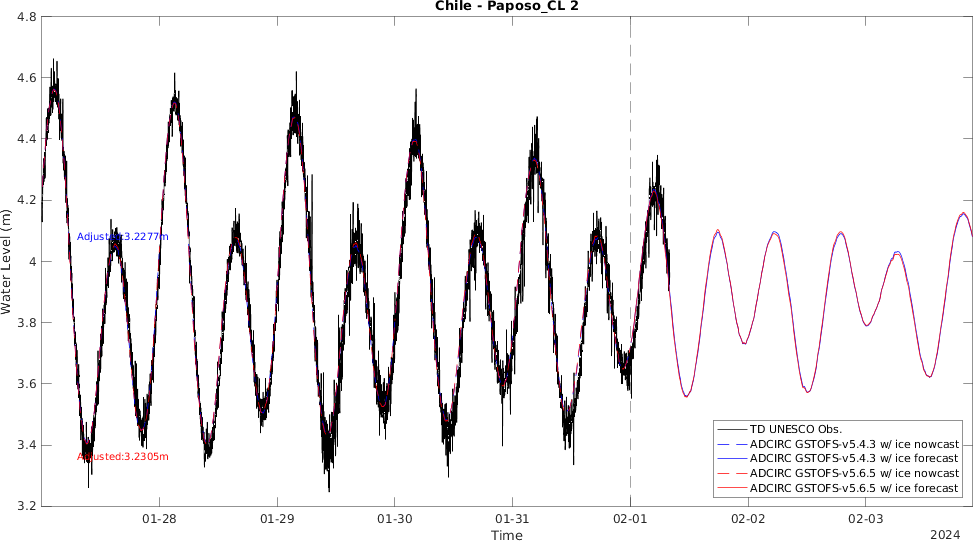 Chile - Paposo_CL 2
4.8
4.6
4.4
4.2
4
3.8
3.6
3.4
3.2
Water Level (m)
Adjusted:3.2277m
Adjusted:3.2305m
TD UNESCO Obs.
ADCIRC GSTOFS-v5.4.3 w/ ice nowcast
ADCIRC GSTOFS-v5.4.3 w/ ice forecast
ADCIRC GSTOFS-v5.6.5 w/ ice nowcast
ADCIRC GSTOFS-v5.6.5 w/ ice forecast
01-28 01-29 01-30 01-31 02-01 02-02 02-03
Time
2024